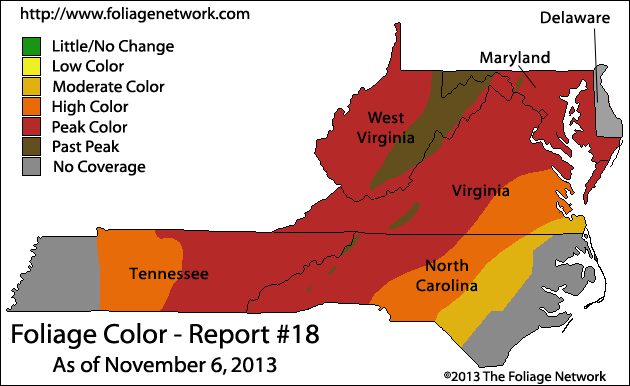 http://www.foliagenetwork.com
Little/No Change
Low Color
Moderate Color
High Color
Peak Color
Past Peak
No Coverage
Delaware
Maryland
West
Virginia
Virginia
Tennessee
North
Carolina
Foliage Color - Report #18
As of November 6, 2013
©2013 The Foliage Network